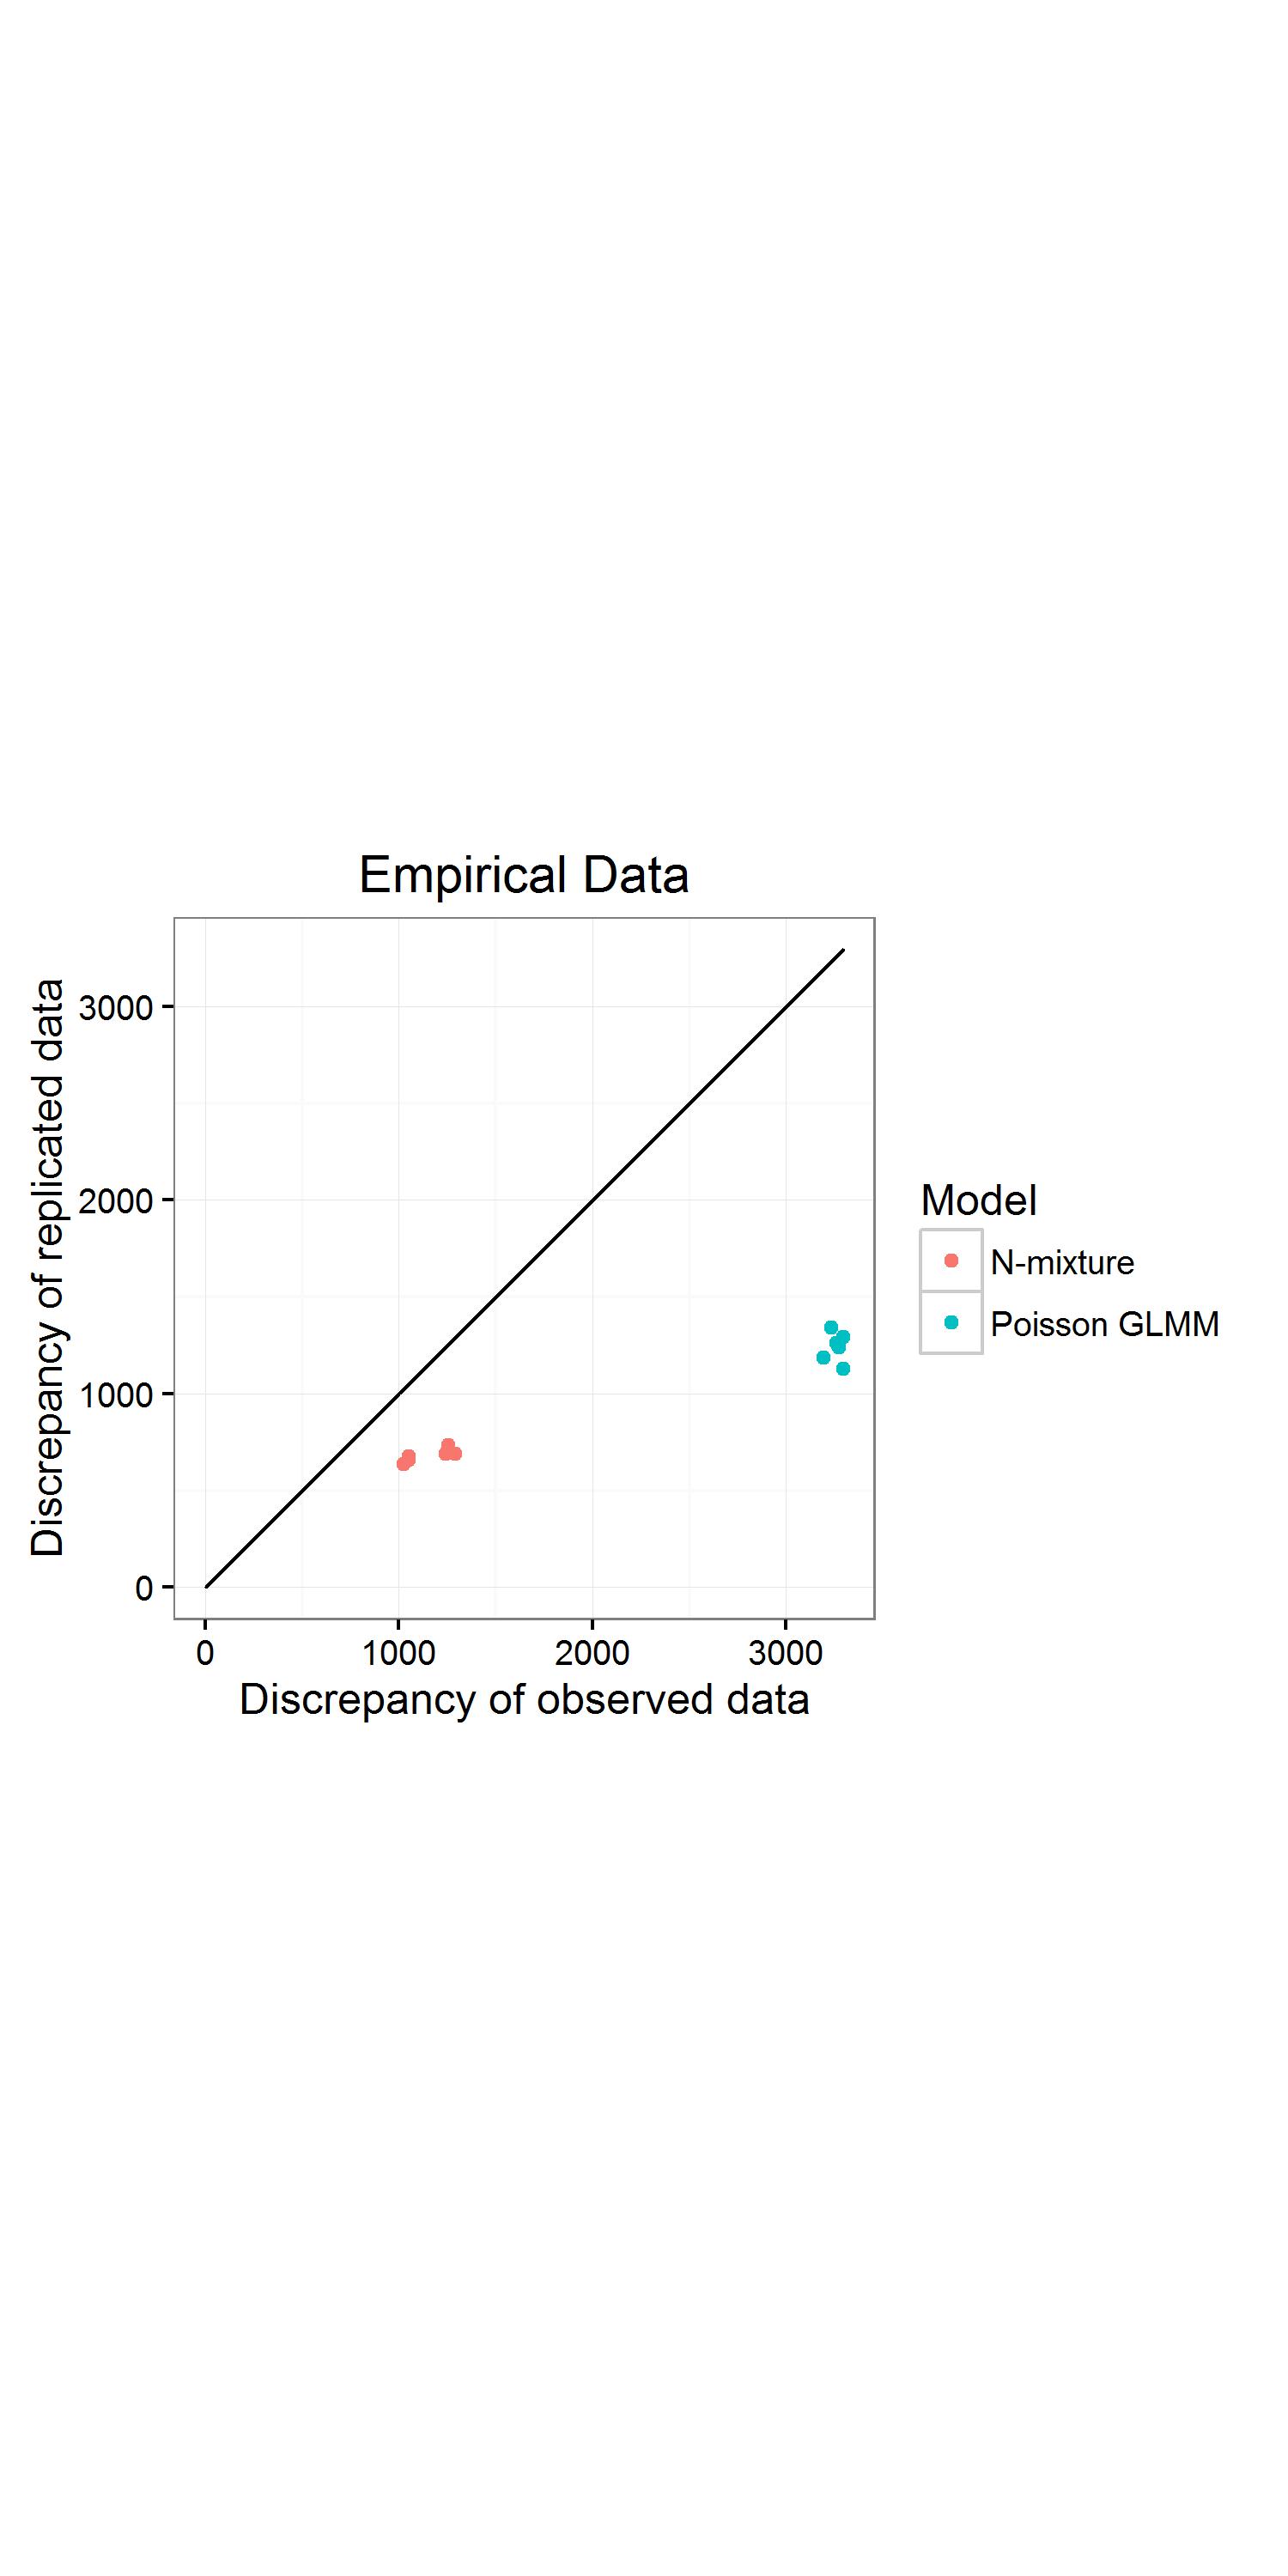 Empirical Data
Discrepancy of replicated data
3000
2000
1000
0
0 1000 2000 3000
Discrepancy of observed data
Model
N-mixture
Poisson GLMM